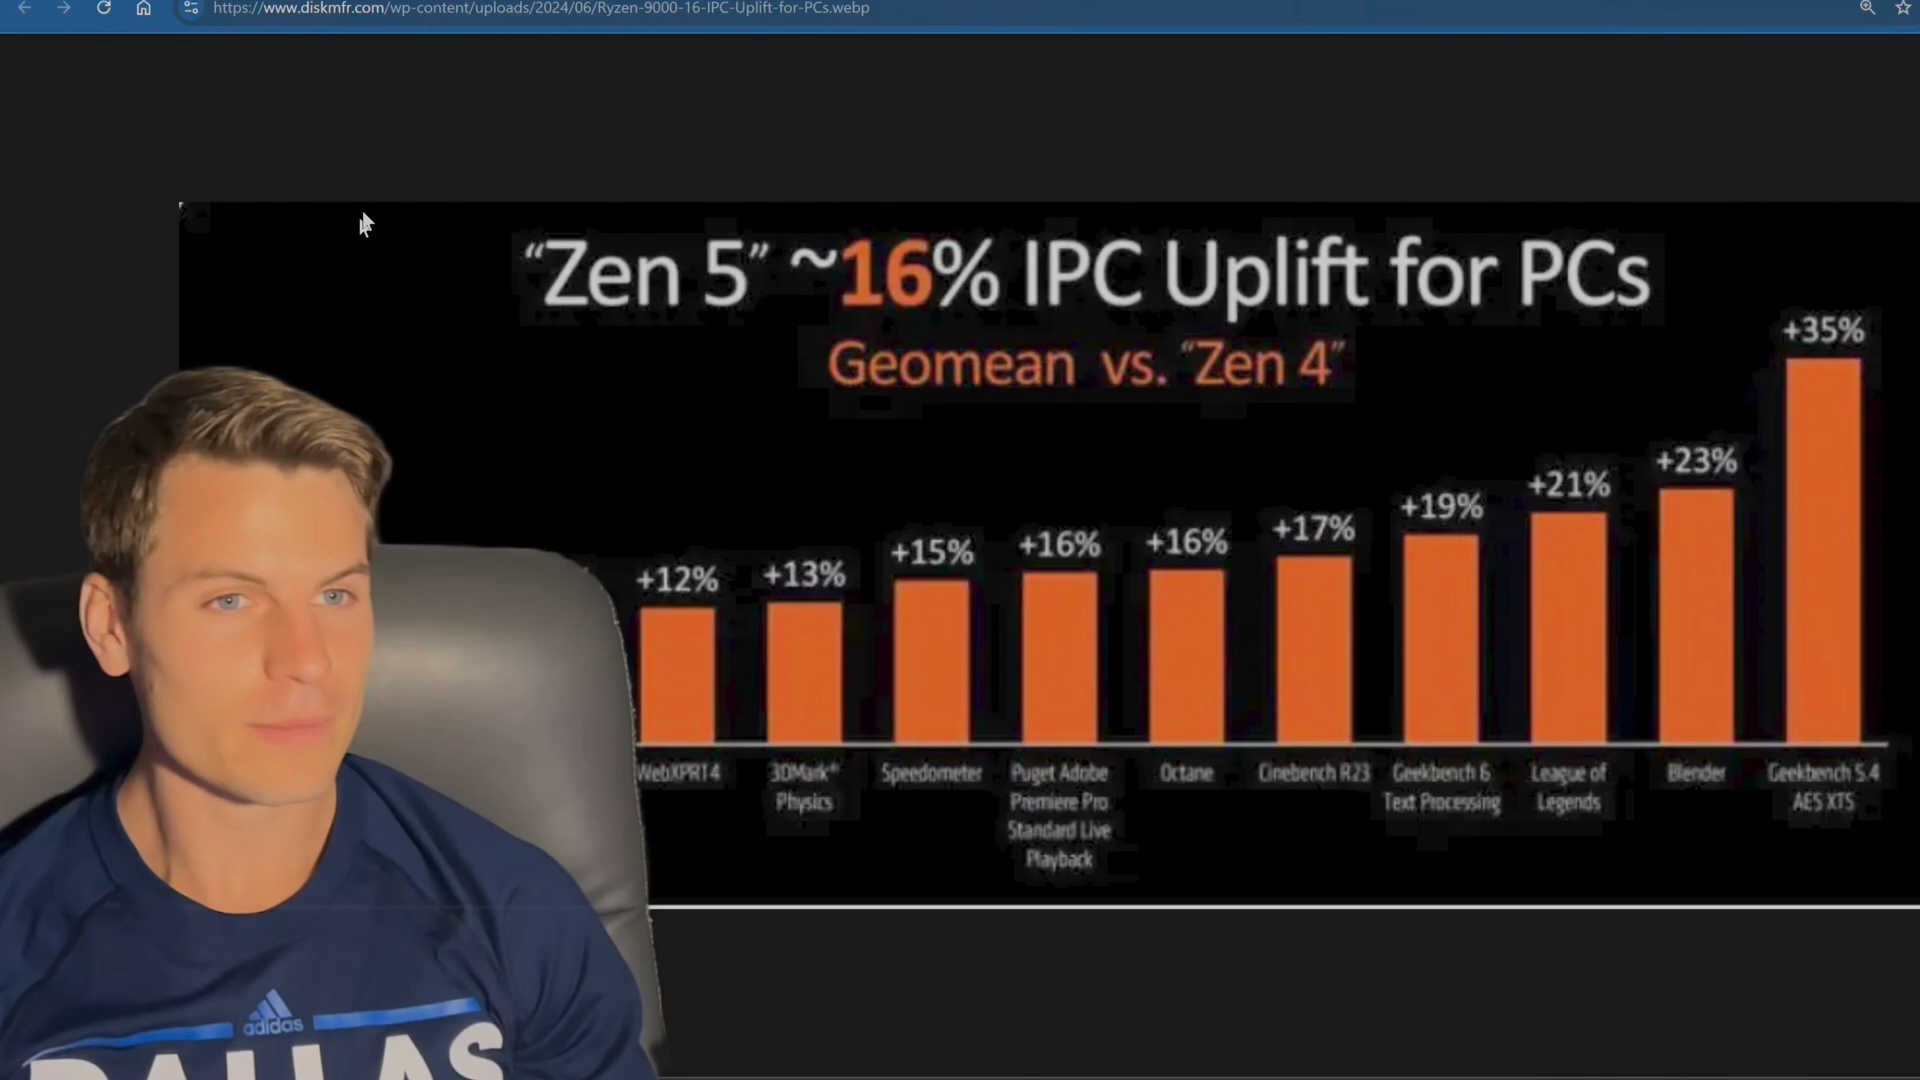 https://www.diskmfr.com/wp-content/uploads/2024/06/Ryzen-9000-16-IPC-Uplift-for-PCs.webp
“Zen 5” ~16% IPC Uplift for PCs
Geomean vs. “Zen 4”
+12%
+13%
+15%
+16%
+16%
+17%
+19%
+21%
+23%
+35%
WebXPRT4
3DMark®
Physics
Speedometer
Puget Adobe
Premiere Pro
Standard Live
Playback
Octane
Cinebench R23
Geekbench 6
Text Processing
League of
Legends
Blender
Geekbench 5.4
AES XTS
adidas
DALLAS